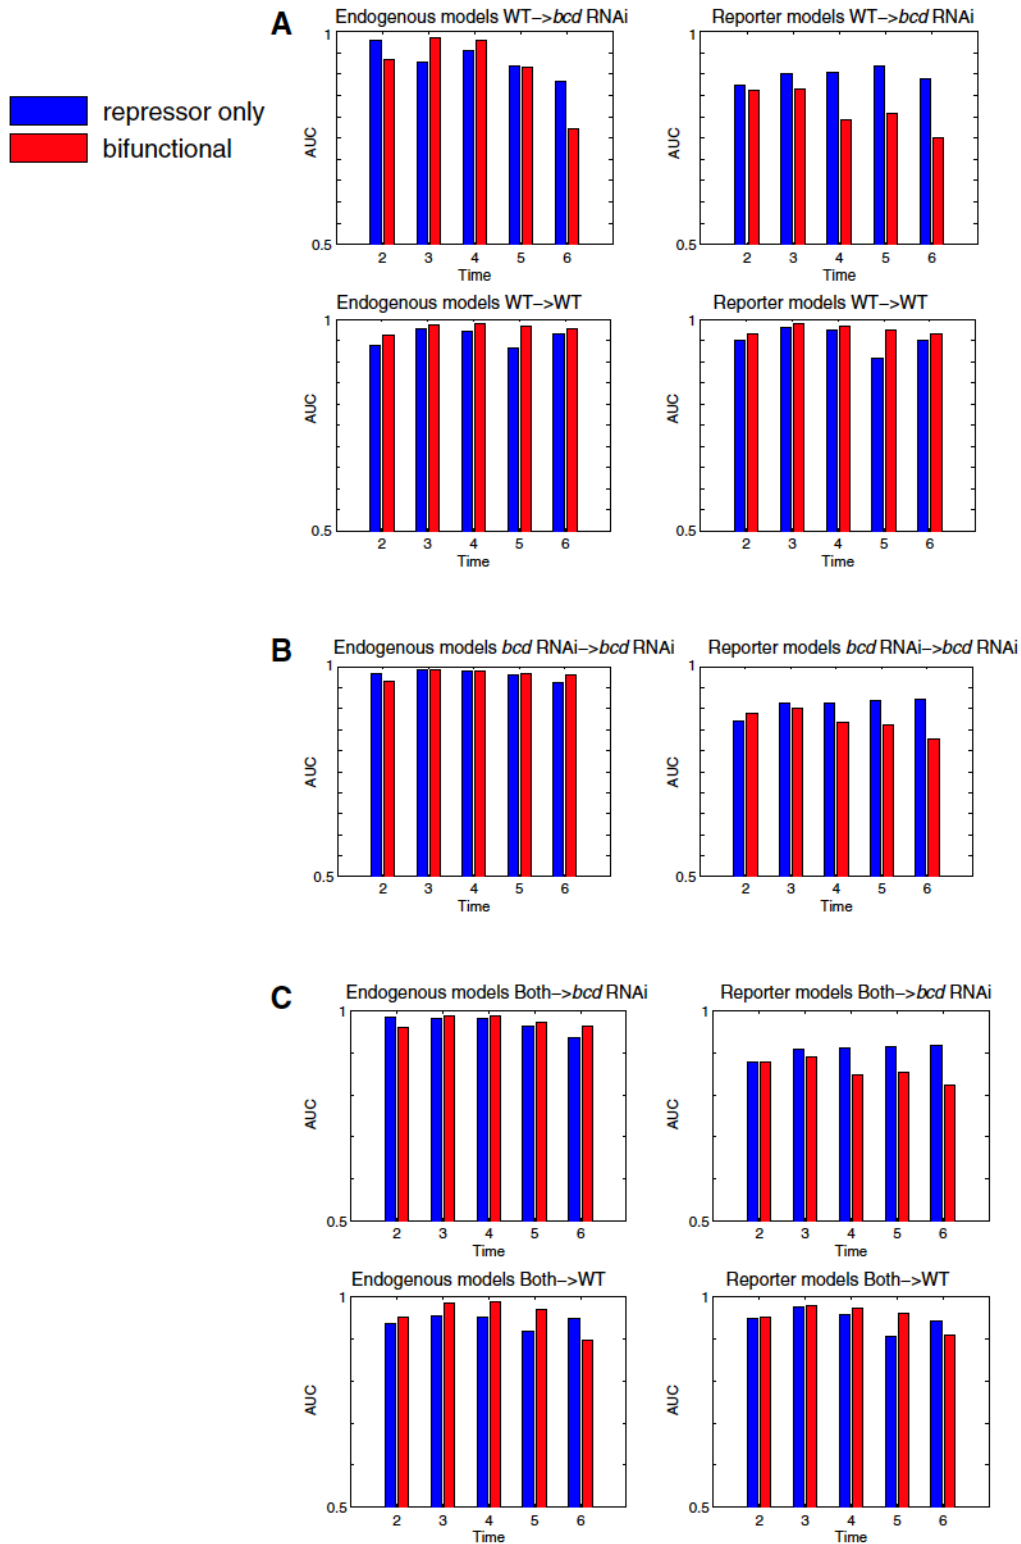 A
Endogenous models WT->bcd RNAi
Reporter models WT->bcd RNAi
repressor only
bifunctional
1
AUC
0.5
2 3 4 5 6
Time
1
AUC
0.5
2 3 4 5 6
Time
Endogenous models WT->WT
Reporter models WT->WT
1
AUC
0.5
2 3 4 5 6
Time
1
AUC
0.5
2 3 4 5 6
Time
B
Endogenous models bcd RNAi->bcd RNAi
Reporter models bcd RNAi->bcd RNAi
1
AUC
0.5
2 3 4 5 6
Time
1
AUC
0.5
2 3 4 5 6
Time
C
Endogenous models Both->bcd RNAi
Reporter models Both->bcd RNAi
1
AUC
0.5
2 3 4 5 6
Time
1
AUC
0.5
2 3 4 5 6
Time
Endogenous models Both->WT
Reporter models Both->WT
1
AUC
0.5
2 3 4 5 6
Time
1
AUC
0.5
2 3 4 5 6
Time